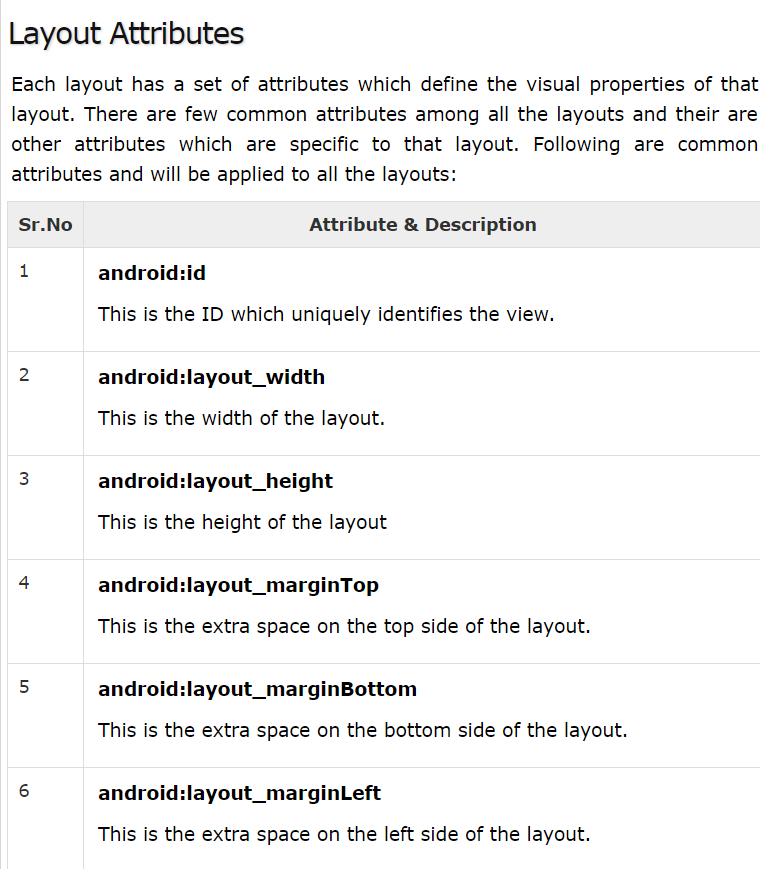 Layout Attributes
Each layout has a set of attributes which define the visual properties of that
layout. There are few common attributes among all the layouts and their are
other attributes which are specific to that layout. Following are common
attributes and will be applied to all the layouts:
Sr.No Attribute & Description
1 android:id
This is the ID which uniquely identifies the view.
2 android:layout_width
This is the width of the layout.
3 android:layout_height
This is the height of the layout
4 android:layout_marginTop
This is the extra space on the top side of the layout.
5 android:layout_marginBottom
This is the extra space on the bottom side of the layout.
6 android:layout_marginLeft
This is the extra space on the left side of the layout.